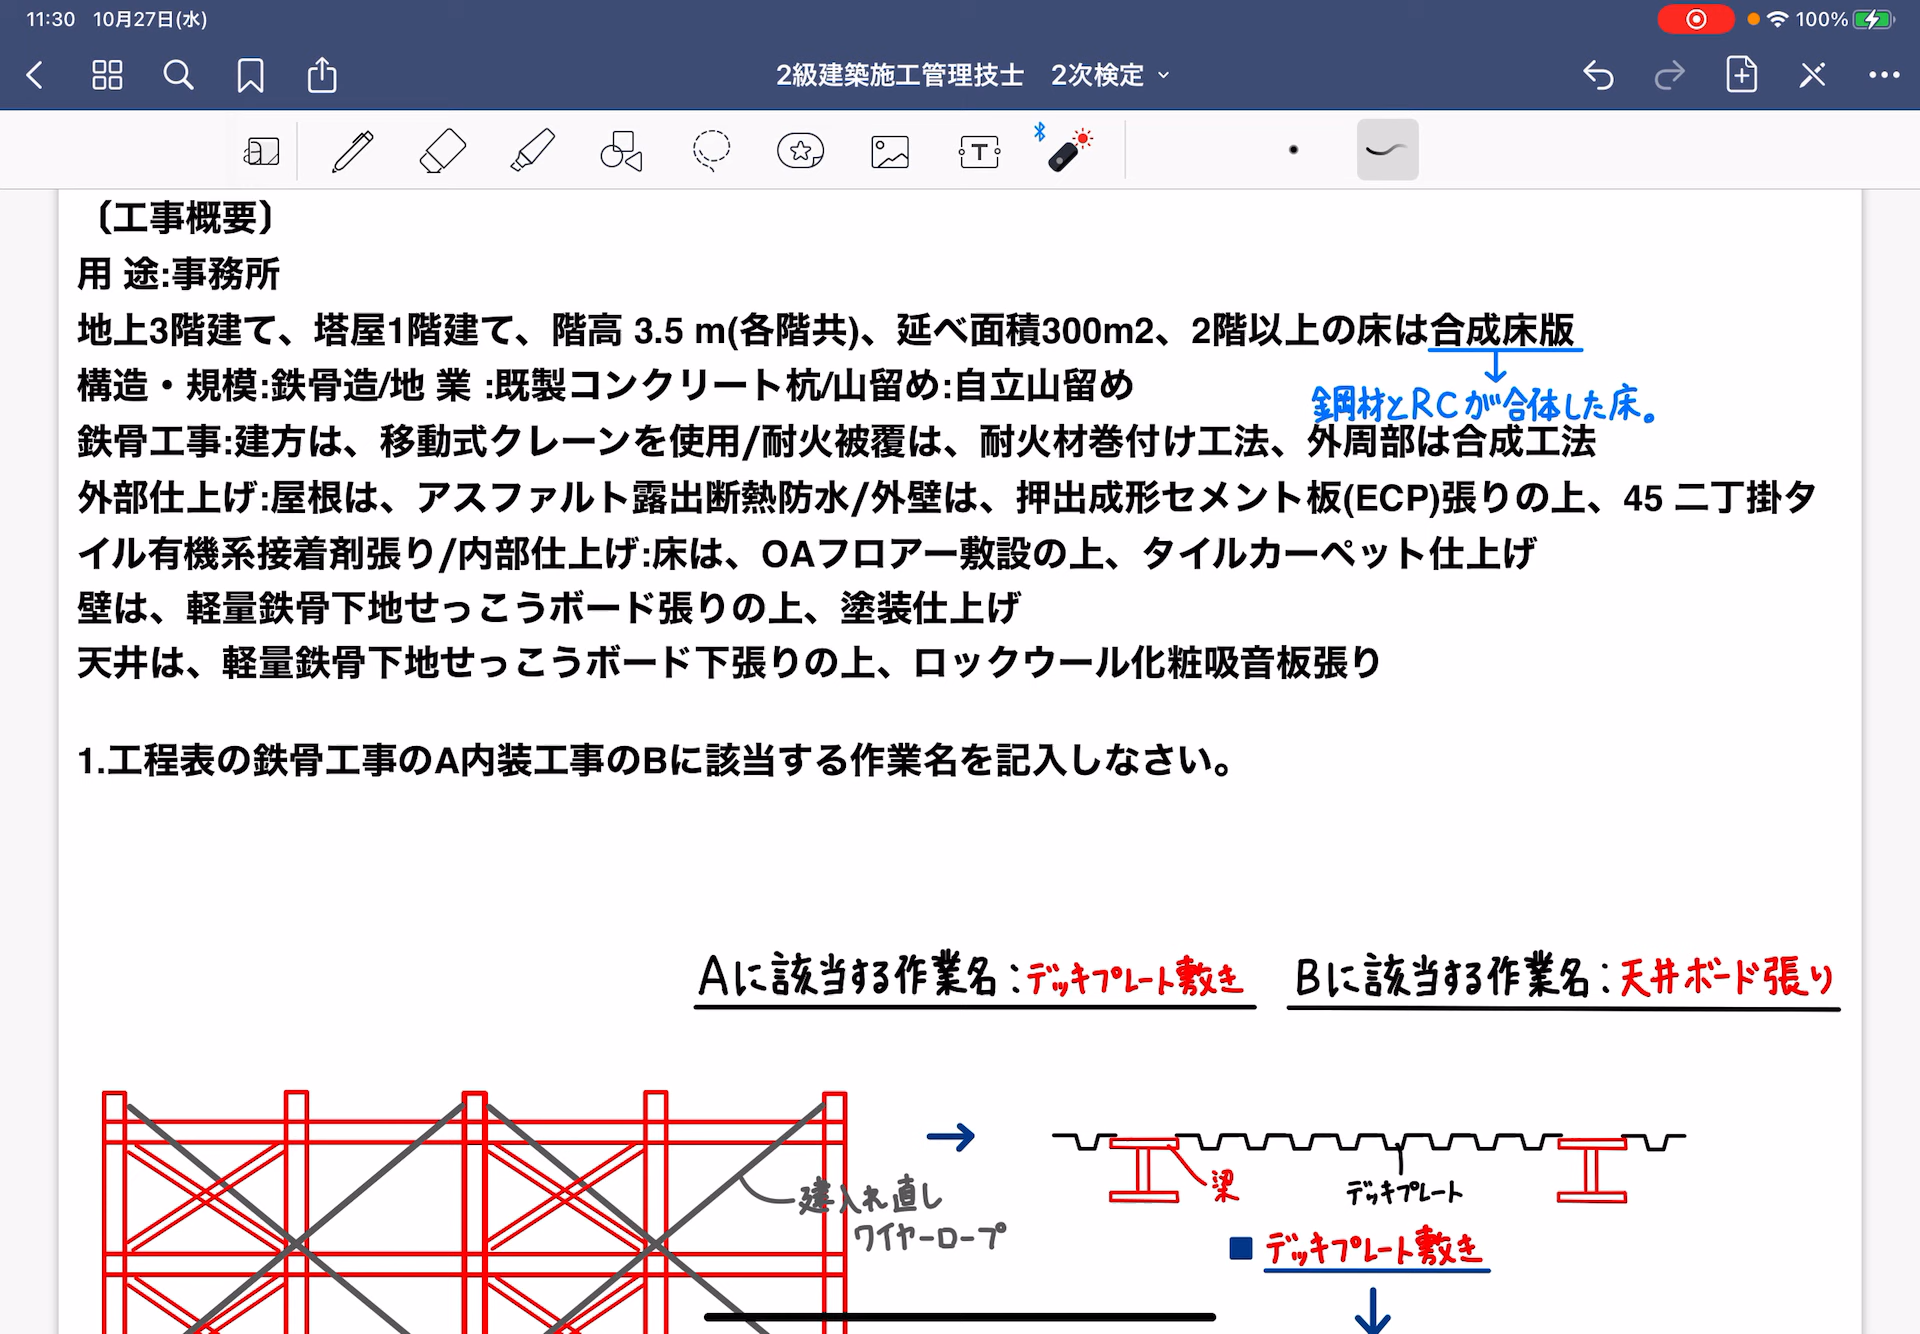 11:30 10月27日(水)
100%
2級建築施工管理技士 2次検定
〔工事概要〕
用 途:事務所
地上3階建て、塔屋1階建て、階高 3.5 m(各階共)、延べ面積300m2、2階以上の床は合成床版
構造・規模:鉄骨造/地 業 :既製コンクリート杭/山留め:自立山留め
鋼材とRCが合体した床。
鉄骨工事:建方は、移動式クレーンを使用/耐火被覆は、耐火材巻付け工法、外周部は合成工法
外部仕上げ:屋根は、アスファルト露出断熱防水/外壁は、押出成形セメント板(ECP)張りの上、45 二丁掛タ
イル有機系接着剤張り/内部仕上げ:床は、OAフロアー敷設の上、タイルカーペット仕上げ
壁は、軽量鉄骨下地せっこうボード張りの上、塗装仕上げ
天井は、軽量鉄骨下地せっこうボード下張りの上、ロックウール化粧吸音板張り
1.工程表の鉄骨工事のA内装工事のBに該当する作業名を記入しなさい。
Aに該当する作業名:デッキプレート敷き
Bに該当する作業名:天井ボード張り
建入れ直し
ワイヤーロープ
梁
デッキプレート
■ デッキプレート敷き